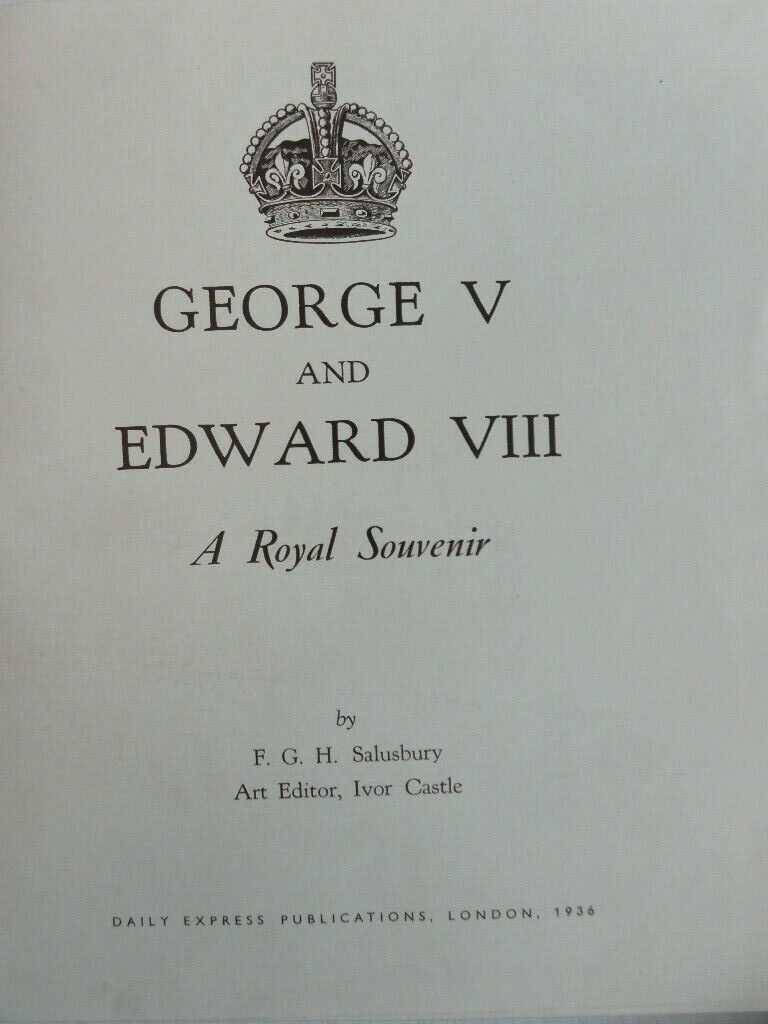 GEORGE V
AND
EDWARD VIII
A Royal Souvenir
by
F. G. H. Salusbury
Art Editor, Ivor Castle
DAILY EXPRESS PUBLICATIONS, LONDON, 1936